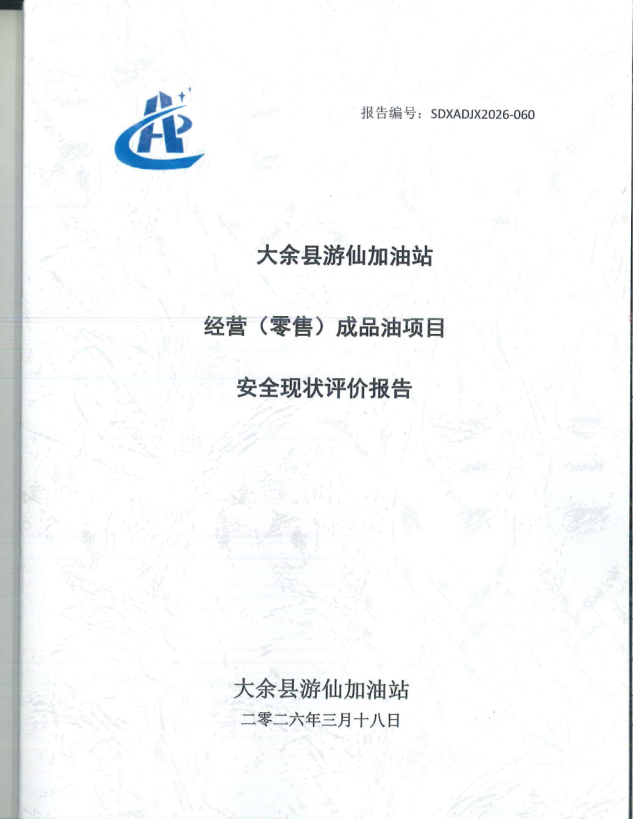 报告编号：SDXADJX2026-060
大余县游仙加油站
经营（零售）成品油项目
安全现状评价报告
大余县游仙加油站
二零二六年三月十八日